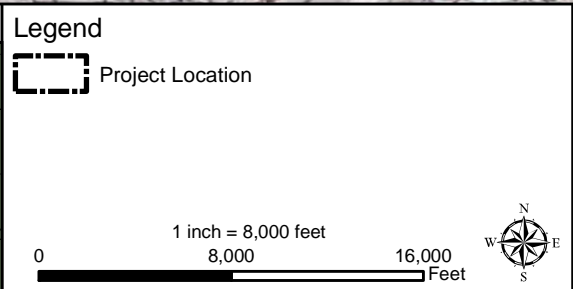 Legend
Project Location
1 inch = 8,000 feet
N
W E
S
0 8,000 16,000
Feet